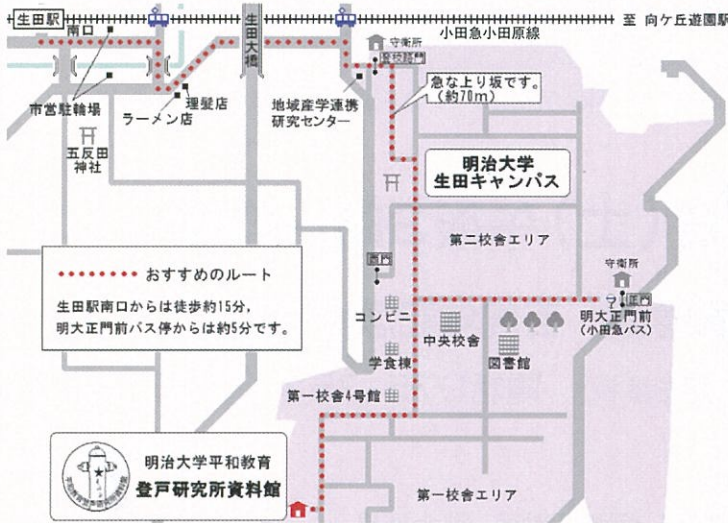 生田駅
南口
生田大橋
小田急小田原線
至 向ケ丘遊園駅
守衛所
登校路門
急な上り坂です。
(約70m)
市営駐輪場
ラーメン店
理髪店
地域産学連携
研究センター
五反田
神社
明治大学
生田キャンパス
第二校舎エリア
西門
守衛所
正門
明大正門前
(小田急バス)
おすすめのルート
生田駅南口からは徒歩約15分,
明大正門前バス停からは約5分です。
コンビニ
中央校舎
図書館
学食棟
第一校舎4号館
明治大学平和教育
登戸研究所資料館
第一校舎エリア